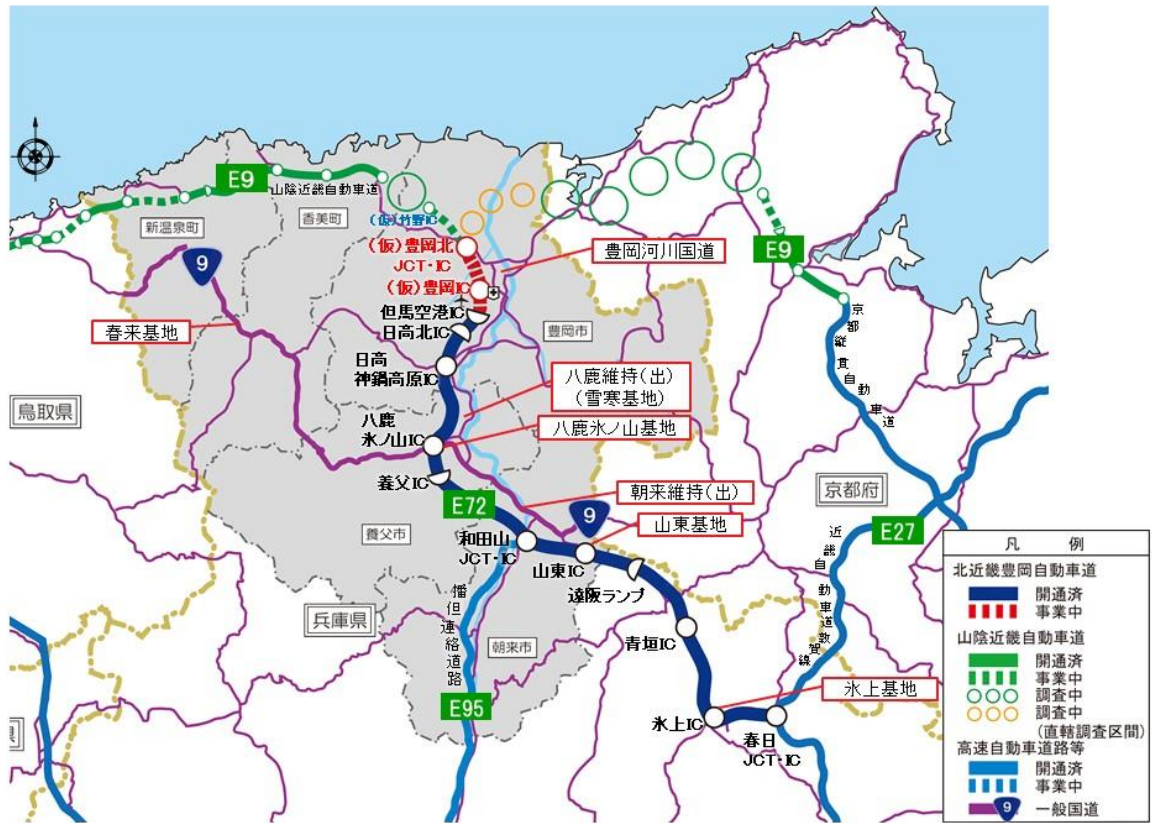 E9
山陰近畿自動車道
新温泉町
香美町
(仮)竹野IC
(仮)豊岡北
JCT・IC
(仮)豊岡IC
豊岡河川国道
E9
9
但馬空港IC
日高北IC
豊岡市
春来基地
日高
神鍋高原IC
八鹿維持(出)
(雪寒基地)
京都縦貫自動車道
鳥取県
八鹿
氷ノ山IC
八鹿氷ノ山基地
養父IC
朝来維持(出)
京都府
E72
9
山東基地
E27
養父市
和田山
JCT・IC
山東IC
遠阪ランプ
近畿自動車道敦賀線
兵庫県
播但連絡道路
朝来市
青垣IC
E95
氷上基地
氷上IC
春日
JCT・IC
県
凡例
北近畿豊岡自動車道
開通済
事業中
山陰近畿自動車道
開通済
事業中
調査中
調査中
(直轄調査区間)
高速自動車道路等
開通済
事業中
9
一般国道